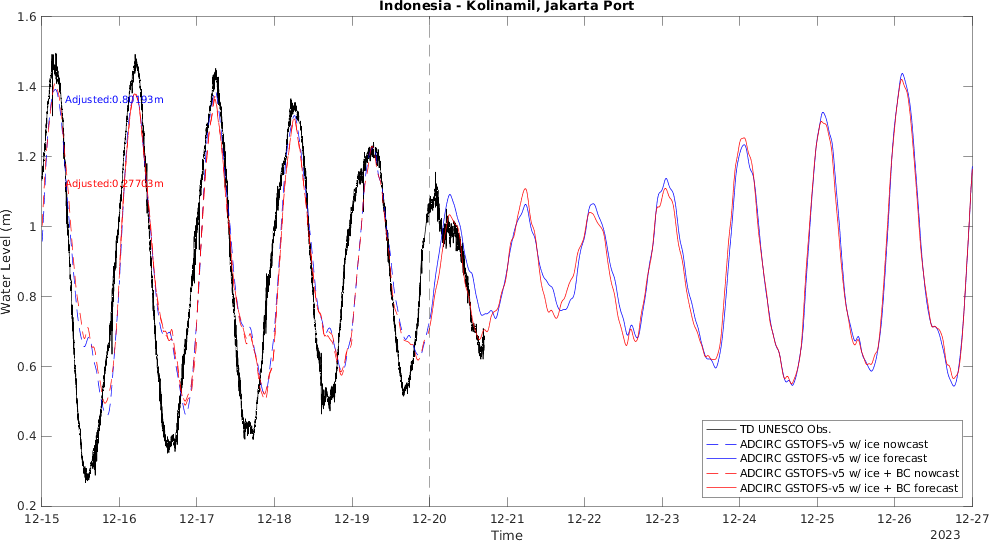 Indonesia - Kolinamil, Jakarta Port
Water Level (m)
1.6
1.4
1.2
1
0.8
0.6
0.4
0.2
Adjusted:0.80193m
Adjusted:0.27703m
TD UNESCO Obs.
ADCIRC GSTOFS-v5 w/ ice nowcast
ADCIRC GSTOFS-v5 w/ ice forecast
ADCIRC GSTOFS-v5 w/ ice + BC nowcast
ADCIRC GSTOFS-v5 w/ ice + BC forecast
12-15 12-16 12-17 12-18 12-19 12-20 12-21 12-22 12-23 12-24 12-25 12-26 12-27
Time
2023